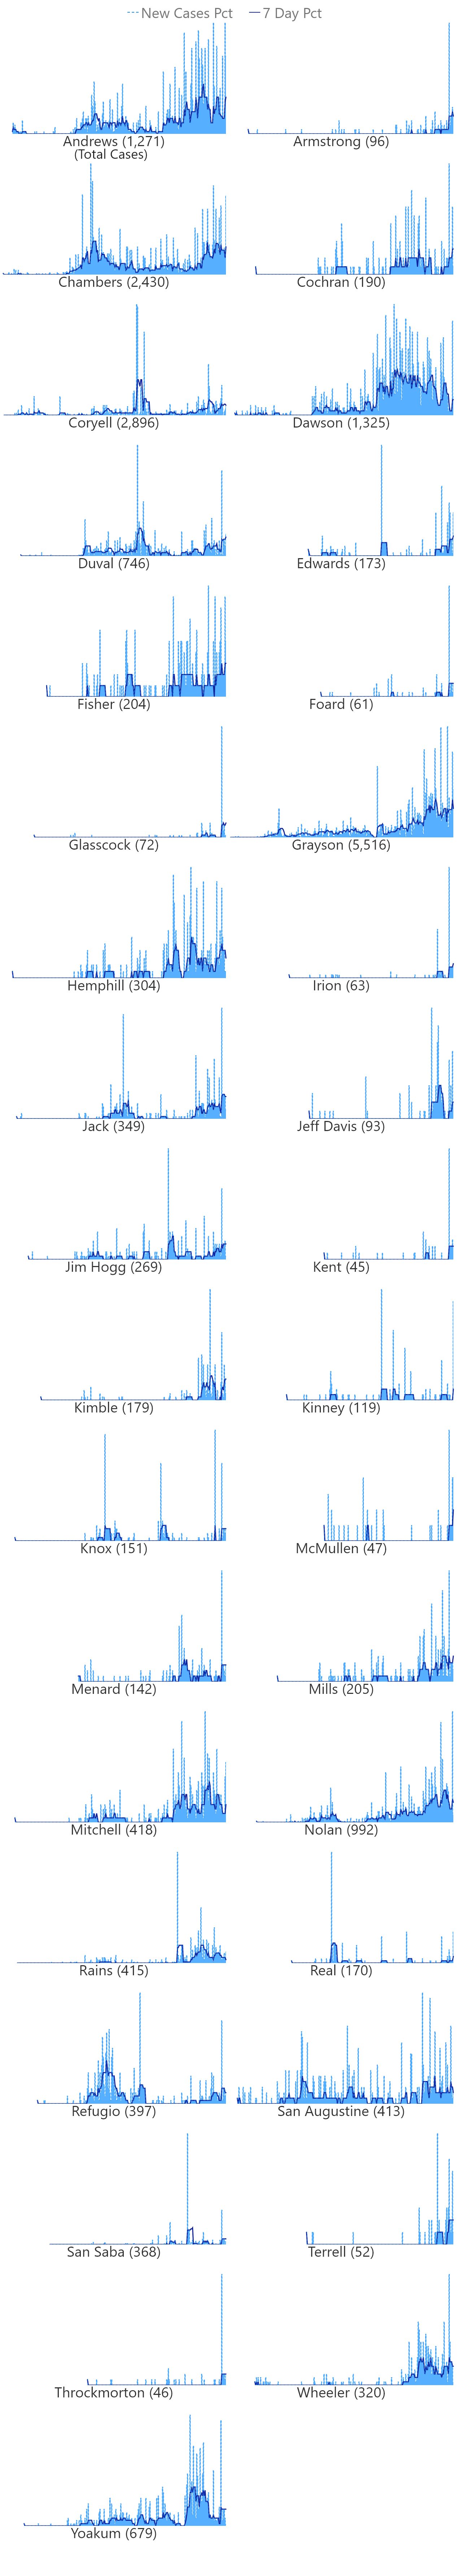 New Cases Pct 7 Day Pct
Andrews (1,271) Armstrong (96)
(Total Cases)
Chambers (2,430) Cochran (190)
Coryell (2,896) Dawson (1,325)
Duval (746) Edwards (173)
Fisher (204) Foard (61)
Glasscock (72) Grayson (5,516)
Hemphill (304) Irion (63)
Jack (349) Jeff Davis (93)
Jim Hogg (269) Kent (45)
Kimble (179) Kinney (119)
Knox (151) McMullen (47)
Menard (142) Mills (205)
Mitchell (418) Nolan (992)
Rains (415) Real (170)
Refugio (397) San Augustine (413)
San Saba (368) Terrell (52)
Throckmorton (46) Wheeler (320)
Yoakum (679)